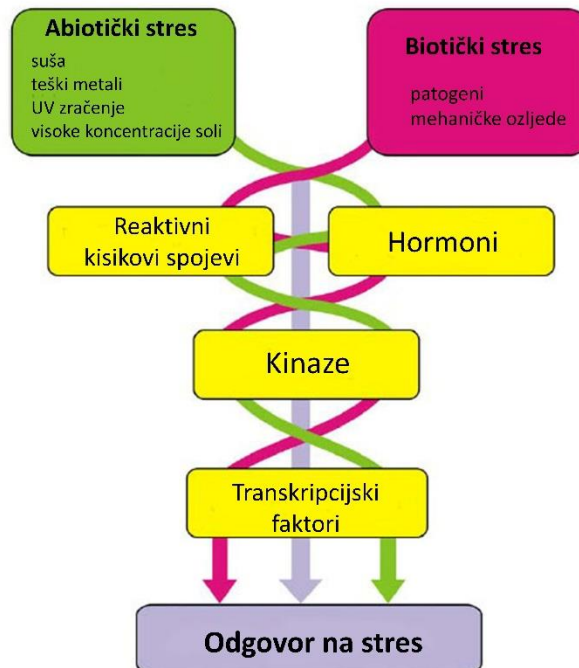 Abiotički stres
suša
teški metali
UV zračenje
visoke koncentracije soli
Biotički stres
patogeni
mehaničke ozljede
Reaktivni
kisikovi spojevi
Hormoni
Kinaze
Transkripcijski
faktori
Odgovor na stres